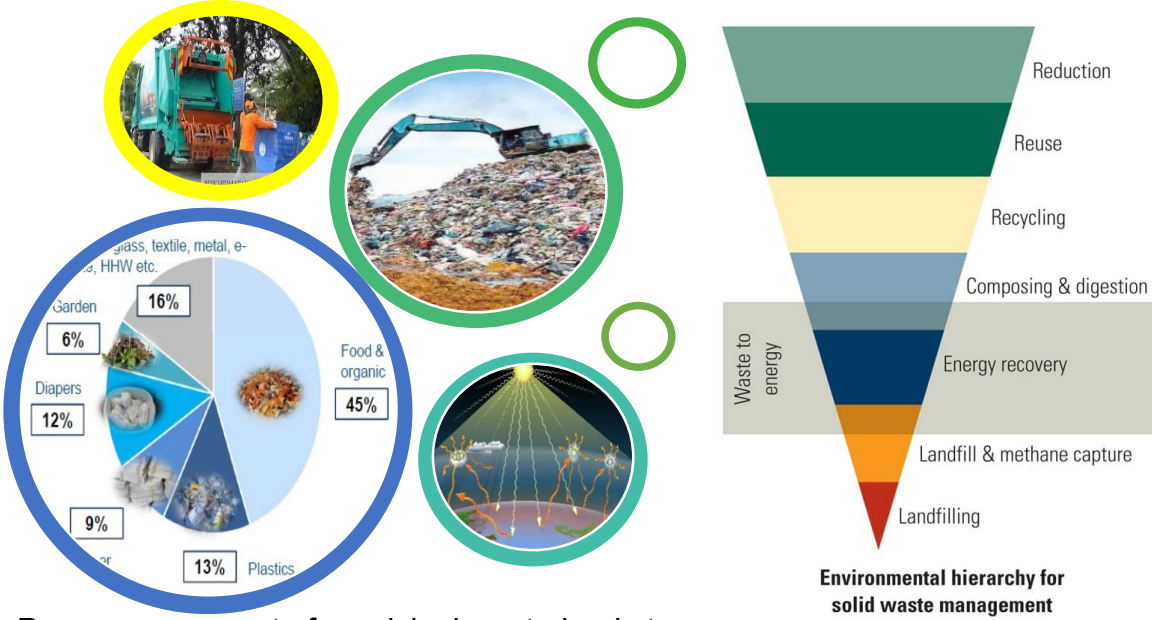 glass, textile, metal, e-
HHW etc.
16%
Garden
6%
Diapers
12%
9%
13%
Plastics
Food &
organic
45%
Reduction
Reuse
Recycling
Composing & digestion
Waste to
energy
Energy recovery
Landfill & methane capture
Landfilling
Environmental hierarchy for
solid waste management